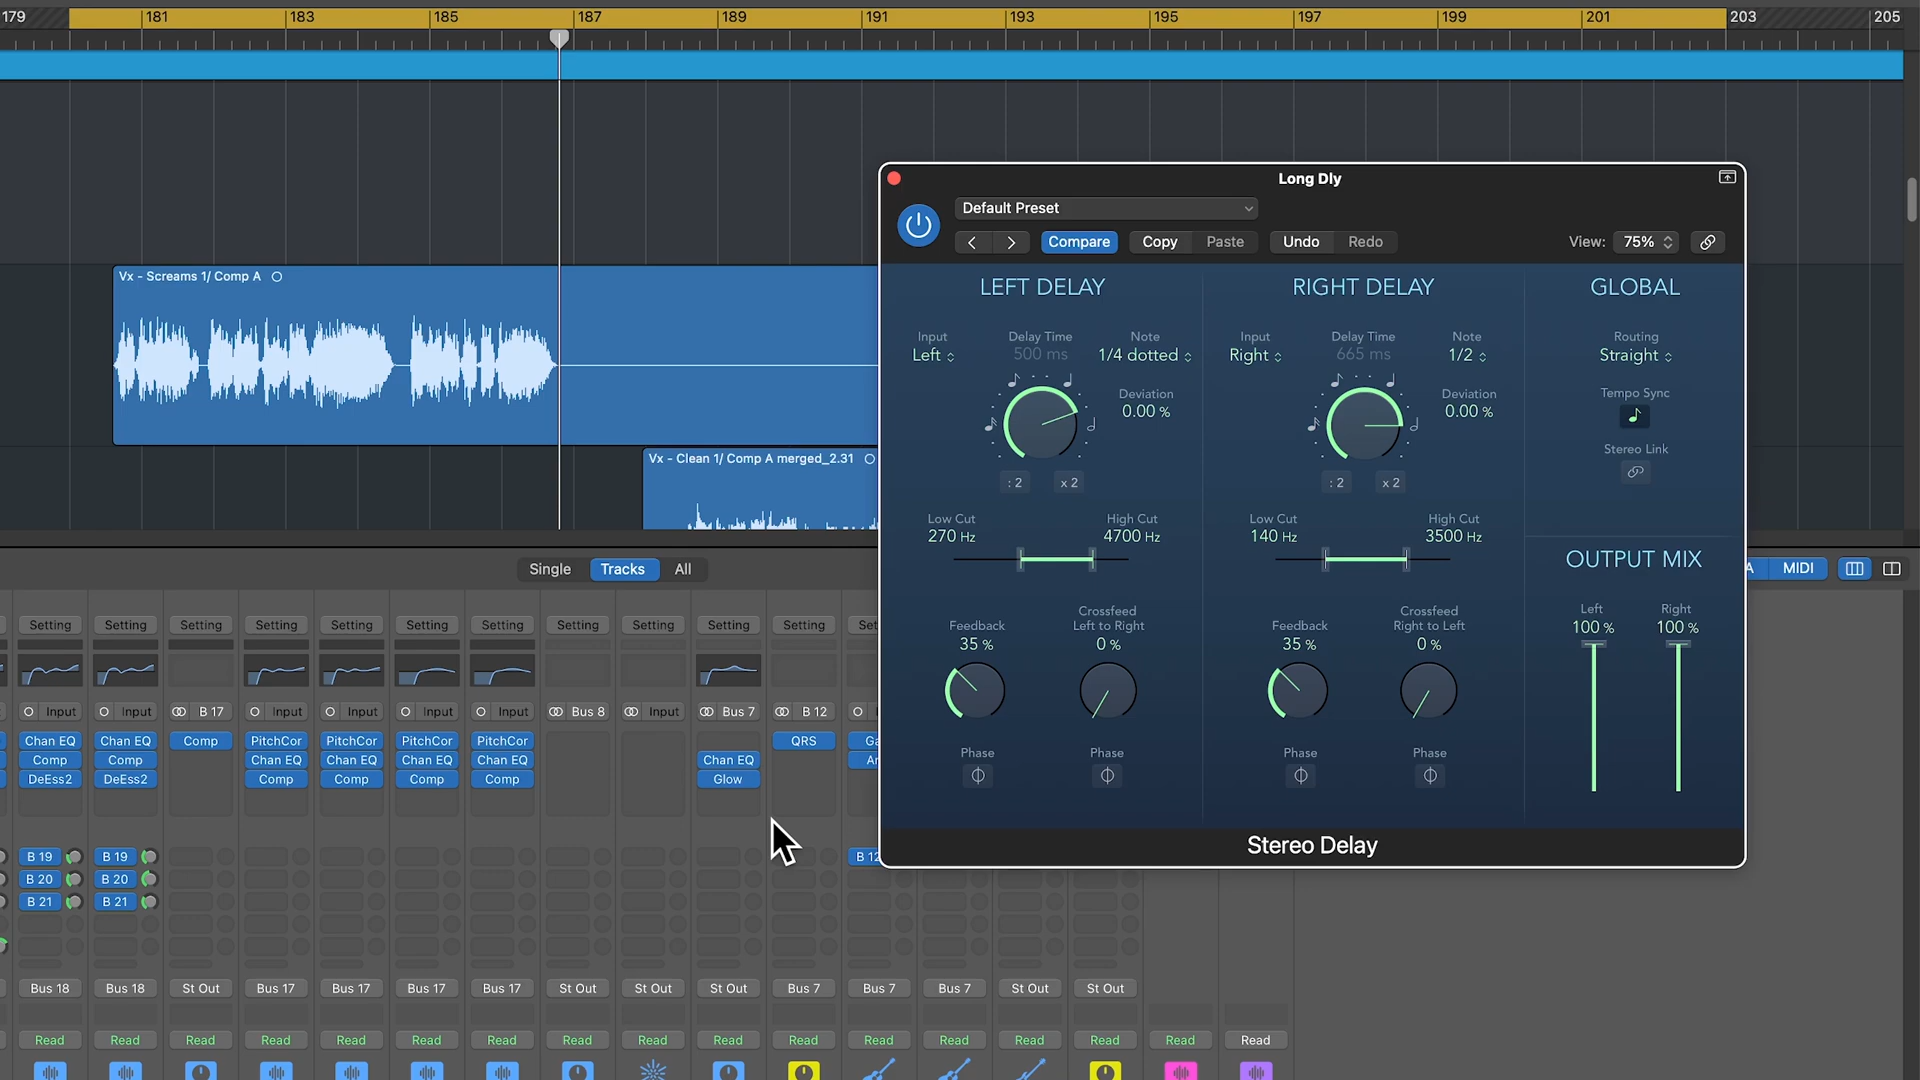 179 181 183 185 187 189 191 193 195 197 199 201 203 205
Long Dly
Default Preset
Compare Copy Paste Undo Redo View: 75%
Vx - Screams 1/ Comp A
LEFT DELAY RIGHT DELAY GLOBAL
Input Delay Time Note Input Delay Time Note Routing
Left 500 ms 1/4 dotted Right 665 ms 1/2 Straight
Deviation Deviation Tempo Sync
0.00 % 0.00 %
Stereo Link
Vx - Clean 1/ Comp A merged_2.31
: 2 x 2 : 2 x 2
Low Cut High Cut Low Cut High Cut
270 Hz 4700 Hz 140 Hz 3500 Hz
OUTPUT MIX
Single Tracks All A MIDI
Left Right
100 % 100 %
Feedback Crossfeed Left to Right Feedback Crossfeed Right to Left
35 % 0 % 35 % 0 %
Setting Setting Setting Setting Setting Setting Setting Setting Setting Setting Setting Set
Input Input B 17 Input Input Input Input Bus 8 Input Bus 7 B 12
Chan EQ Chan EQ Comp PitchCor PitchCor PitchCor PitchCor QRS Ga
Comp Comp Chan EQ Chan EQ Chan EQ Chan EQ Chan EQ Ar
DeEss2 DeEss2 Comp Comp Comp Comp Glow
Phase Phase Phase Phase
Stereo Delay
B 19 B 19 B 12
B 20 B 20
B 21 B 21
Bus 18 Bus 18 St Out Bus 17 Bus 17 Bus 17 Bus 17 St Out St Out St Out Bus 7 Bus 7 Bus 7 St Out St Out
Read Read Read Read Read Read Read Read Read Read Read Read Read Read Read Read Read